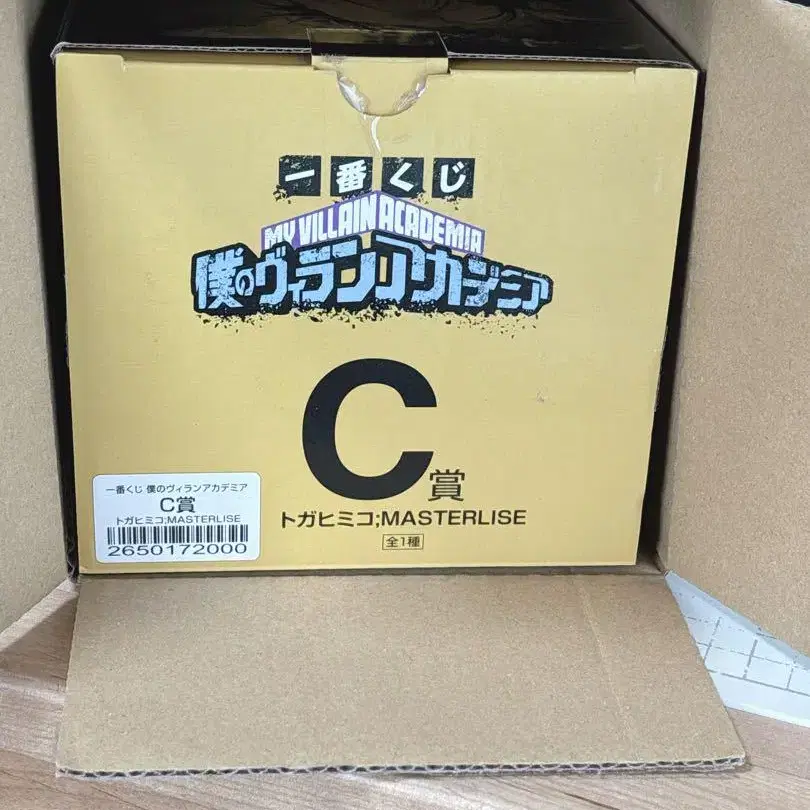 一番くじ
MY VILLAIN ACADEMIA
僕のヴィランアカデミア
C賞
トガヒミコ;MASTERLISE
全1種
一番くじ 僕のヴィランアカデミア
C賞
トガヒミコ;MASTERLISE
2650172000